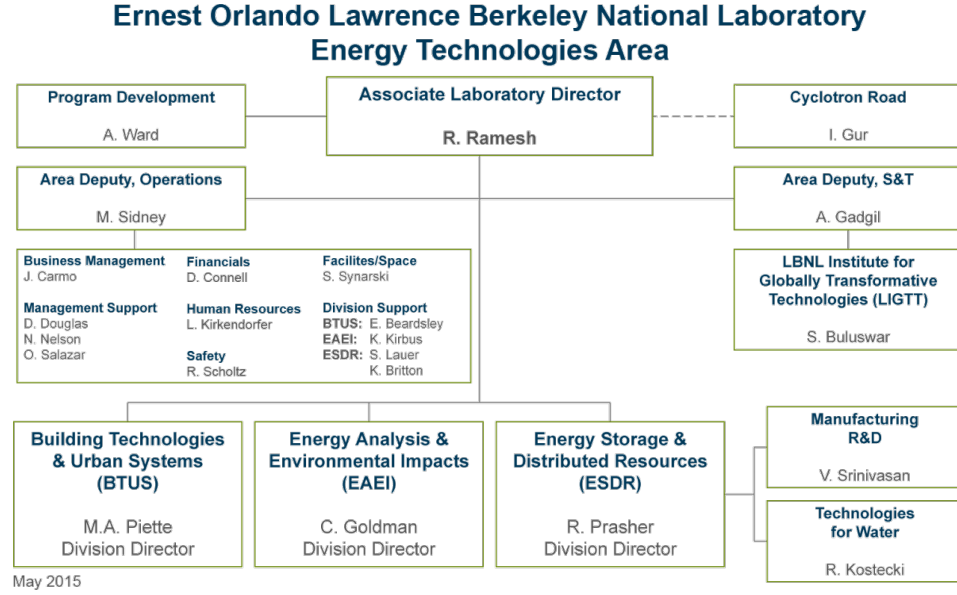 Ernest Orlando Lawrence Berkeley National Laboratory
Energy Technologies Area
Program Development
A. Ward
Associate Laboratory Director
R. Ramesh
Cyclotron Road
I. Gur
Area Deputy, Operations
M. Sidney
Area Deputy, S&T
A. Gadgil
Business Management
J. Carmo
Financials
D. Connell
Facilites/Space
S. Synarski
Management Support
D. Douglas
N. Nelson
O. Salazar
Human Resources
L. Kirkendorfer
Safety
R. Scholtz
Division Support
BTUS: E. Beardsley
EAEI: K. Kirbus
ESDR: S. Lauer
K. Britton
LBNL Institute for
Globally Transformative
Technologies (LIGTT)
S. Buluswar
Building Technologies
& Urban Systems
(BTUS)
M.A. Piette
Division Director
Energy Analysis &
Environmental Impacts
(EAEI)
C. Goldman
Division Director
Energy Storage &
Distributed Resources
(ESDR)
R. Prasher
Division Director
Manufacturing
R&D
V. Srinivasan
Technologies
for Water
R. Kostecki
May 2015